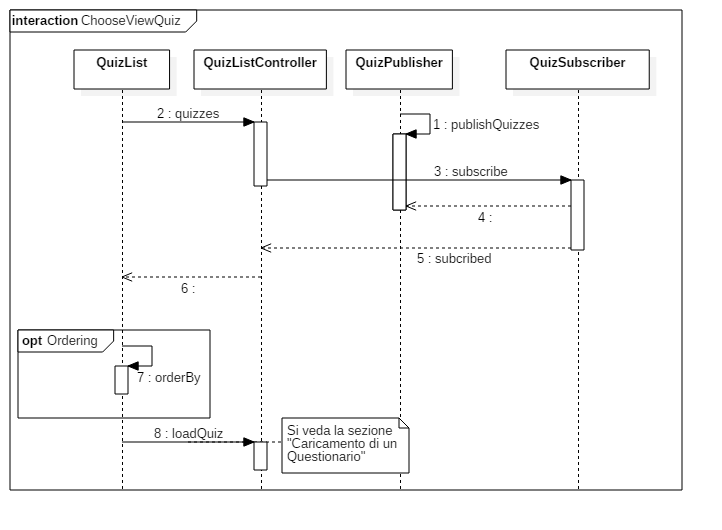 interaction ChooseViewQuiz
QuizList
QuizListController
QuizPublisher
QuizSubscriber
2 : quizzes
1 : publishQuizzes
3 : subscribe
4 :
5 : subcribed
6 :
opt Ordering
7 : orderBy
8 : loadQuiz
Si veda la sezione
"Caricamento di un
Questionario"